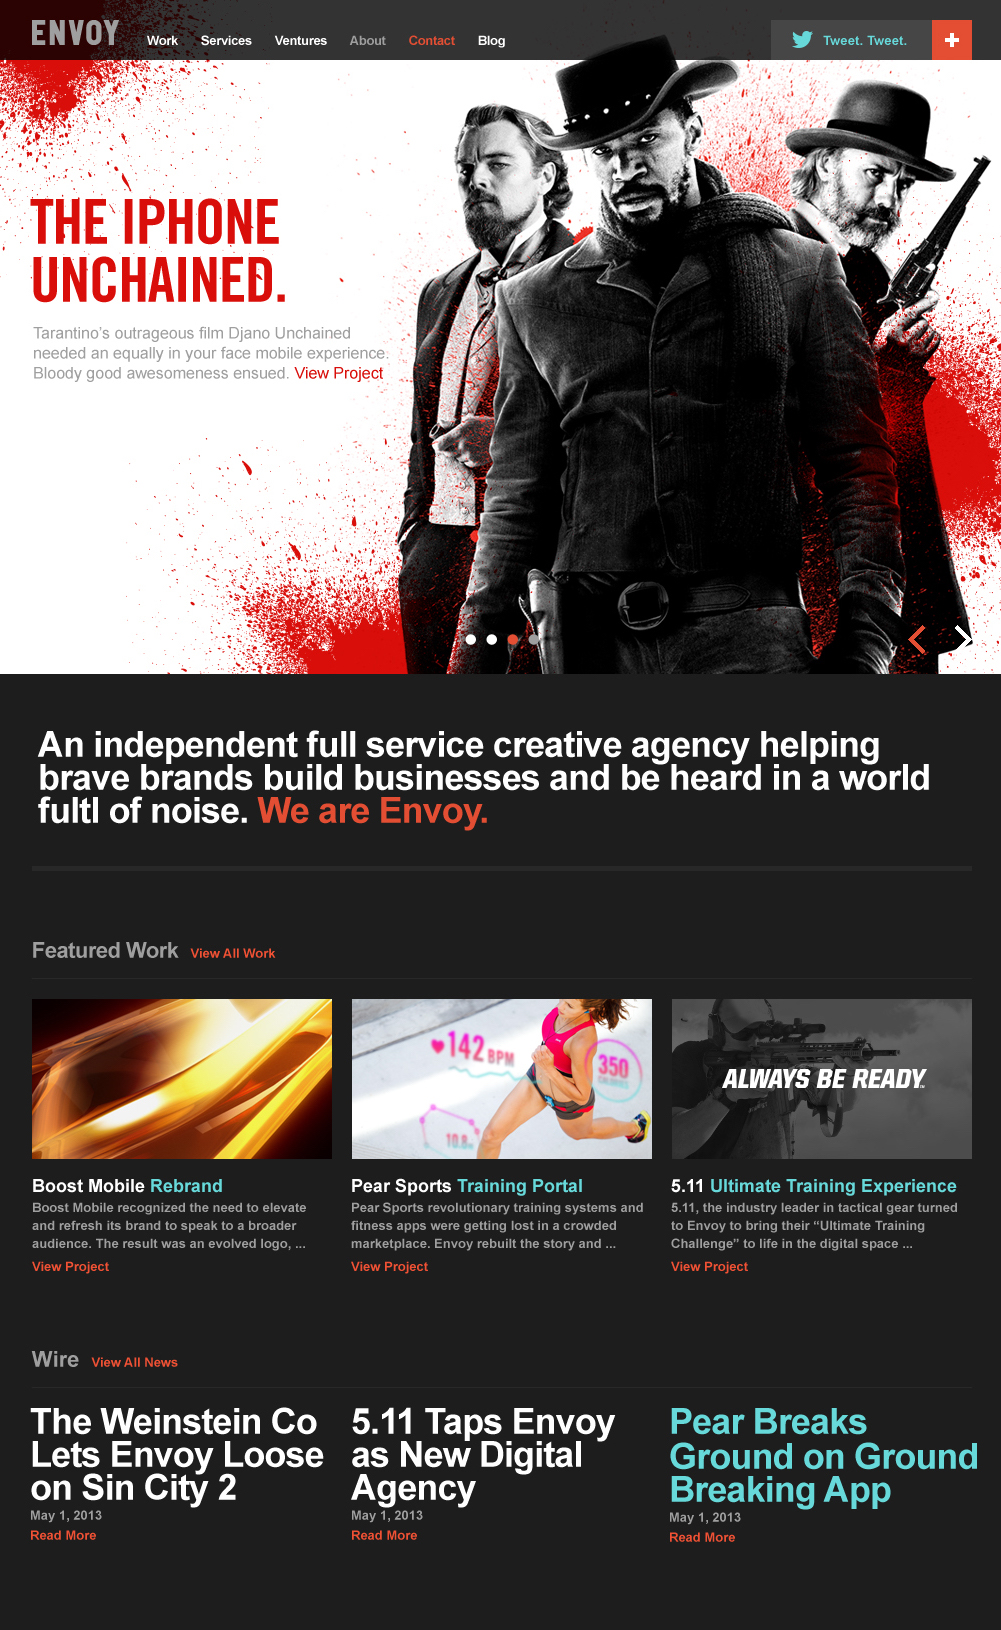 ENVOY
Work Services Ventures About Contact Blog
Tweet. Tweet.
THE IPHONE
UNCHAINED.
Tarantino's outrageous film Djano Unchained
needed an equally in your face mobile experience.
Bloody good awesomeness ensued. View Project
An independent full service creative agency helping
brave brands build businesses and be heard in a world
fultl of noise. We are Envoy.
Featured Work View All Work
142 BPM
350
CALORIES
10.8
ALWAYS BE READY.
Boost Mobile Rebrand
Boost Mobile recognized the need to elevate
and refresh its brand to speak to a broader
audience. The result was an evolved logo, ...
View Project
Pear Sports Training Portal
Pear Sports revolutionary training systems and
fitness apps were getting lost in a crowded
marketplace. Envoy rebuilt the story and ...
View Project
5.11 Ultimate Training Experience
5.11, the industry leader in tactical gear turned
to Envoy to bring their “Ultimate Training
Challenge” to life in the digital space ...
View Project
Wire View All News
The Weinstein Co
Lets Envoy Loose
on Sin City 2
May 1, 2013
Read More
5.11 Taps Envoy
as New Digital
Agency
May 1, 2013
Read More
Pear Breaks
Ground on Ground
Breaking App
May 1, 2013
Read More